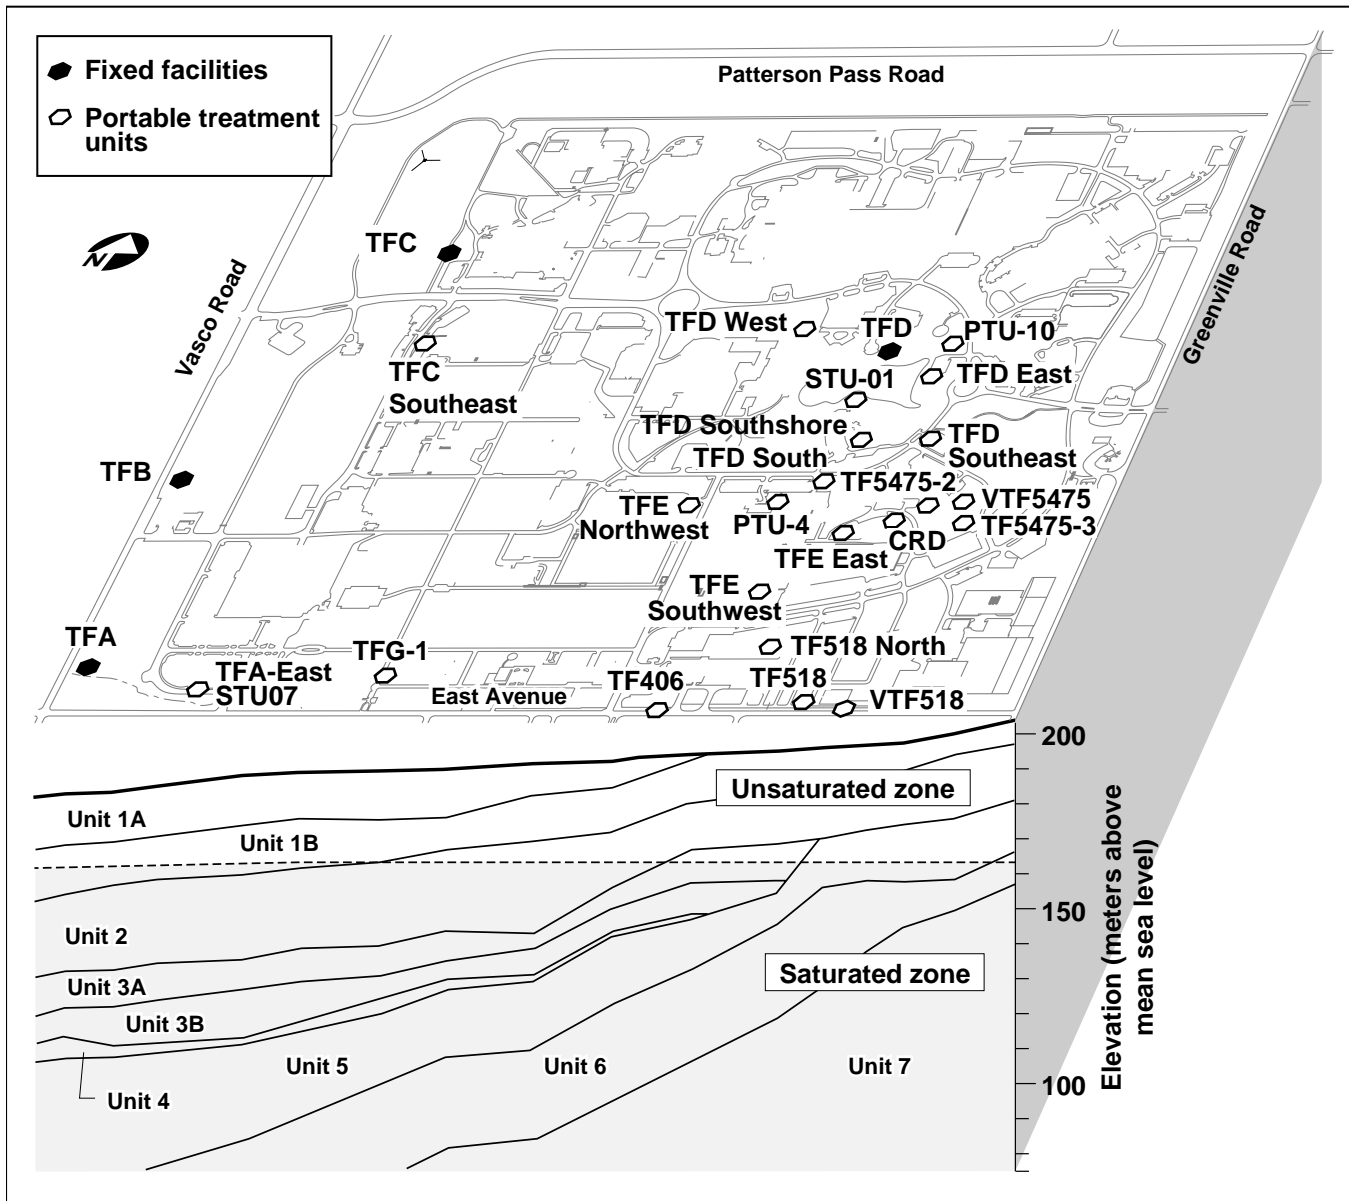 Fixed facilities
Portable treatment
units
Patterson Pass Road
N
Vasco Road
Greenville Road
TFC
TFD West
TFD
PTU-10
TFC
Southeast
STU-01
TFD East
TFD Southshore
TFD
Southeast
TFD South
TFB
TF5475-2
VTF5475
TFE
Northwest
PTU-4
CRD
TF5475-3
TFE East
TFE
Southwest
TFA
TFG-1
TF518 North
TFA-East
STU07
East Avenue
TF406
TF518
VTF518
200
Unsaturated zone
Unit 1A
Unit 1B
150
Unit 2
Saturated zone
Unit 3A
Unit 3B
Unit 5
Unit 6
Unit 7
100
Unit 4
Elevation (meters above
mean sea level)